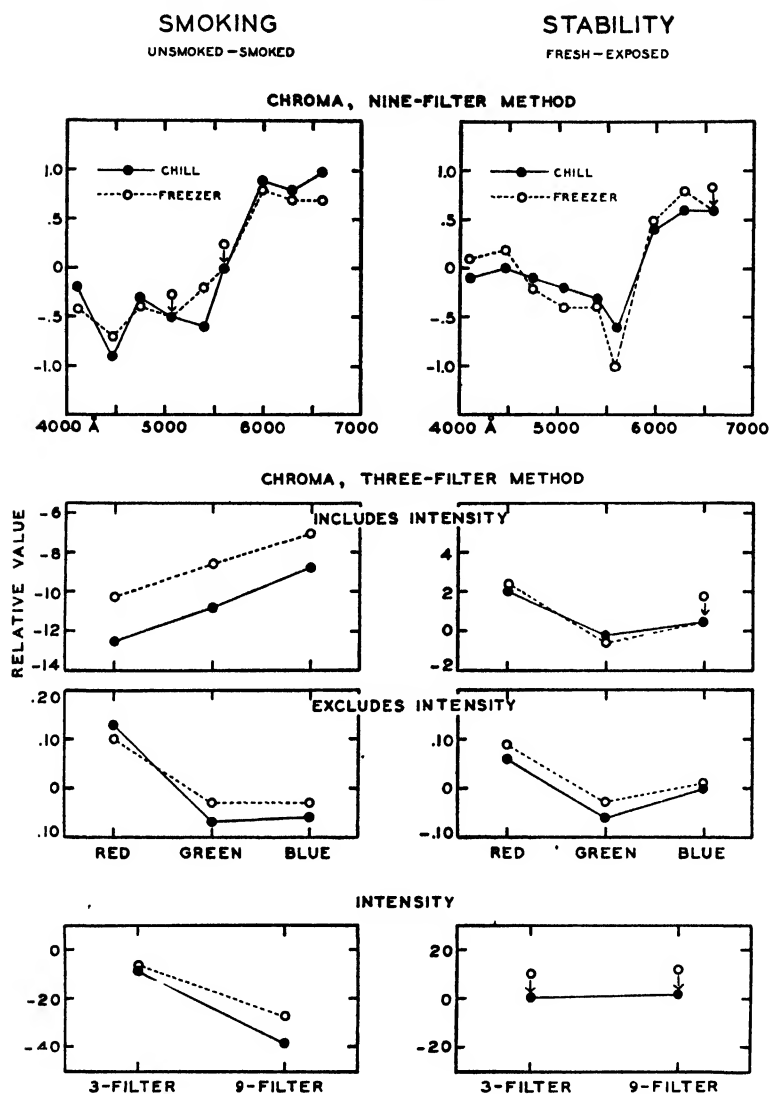 SMOKING
UNSMOKED – SMOKED
STABILITY
FRESH – EXPOSED
CHROMA, NINE-FILTER METHOD
1.0
.5
0
-.5
-1.0
CHILL
FREEZER
4000 Å 5000 6000 7000
1.0
.5
0
-.5
-1.0
CHILL
FREEZER
4000 Å 5000 6000 7000
CHROMA, THREE-FILTER METHOD
RELATIVE VALUE
INCLUDES INTENSITY
-6
-8
-10
-12
-14
4
2
0
-2
EXCLUDES INTENSITY
.20
.10
0
.10
RED GREEN BLUE
.10
0
-.10
RED GREEN BLUE
INTENSITY
0
-20
-40
3-FILTER 9-FILTER
20
0
-20
3-FILTER 9-FILTER